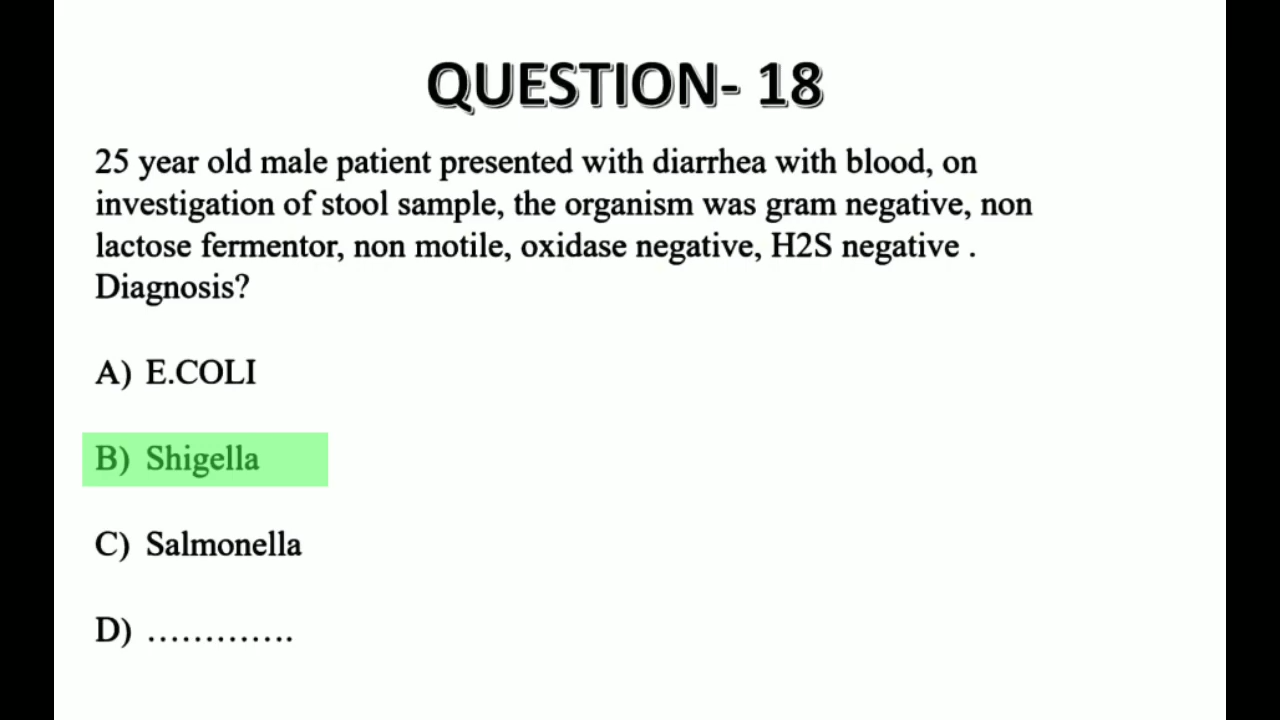 QUESTION- 18
25 year old male patient presented with diarrhea with blood, on
investigation of stool sample, the organism was gram negative, non
lactose fermentor, non motile, oxidase negative, H2S negative .
Diagnosis?
A) E.COLI
B) Shigella
C) Salmonella
D) .............